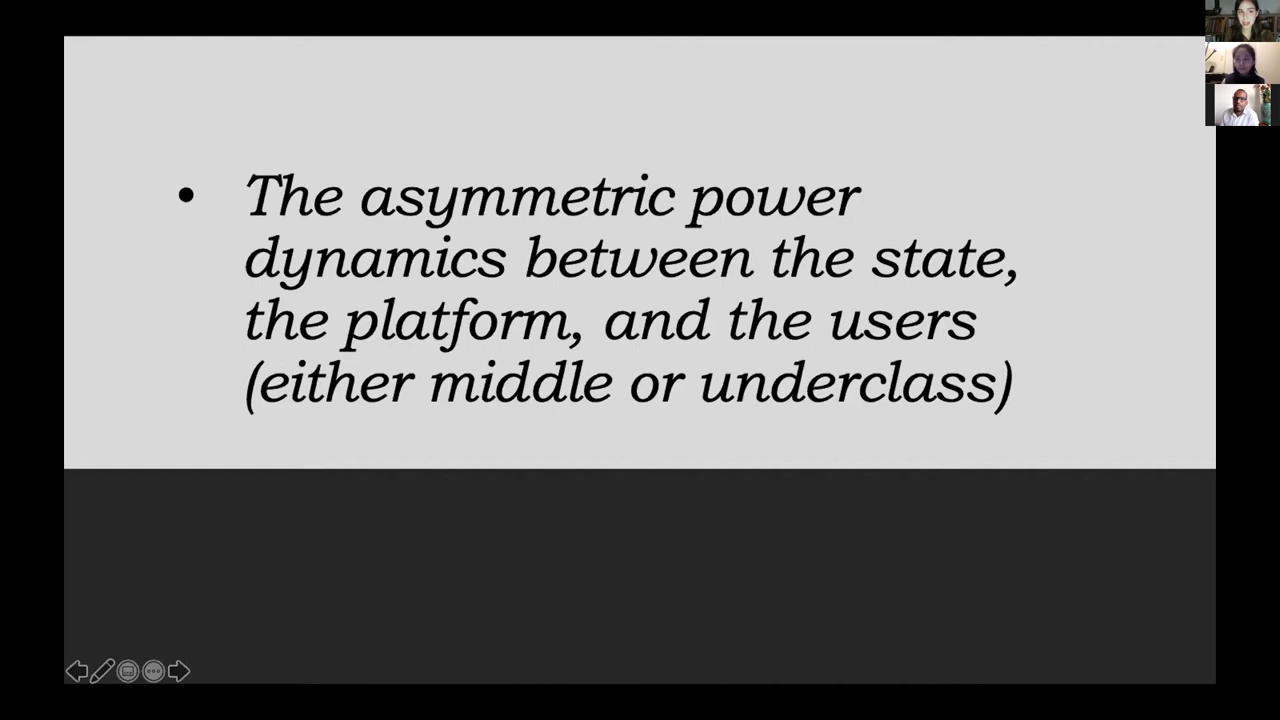 • The asymmetric power
dynamics between the state,
the platform, and the users
(either middle or underclass)